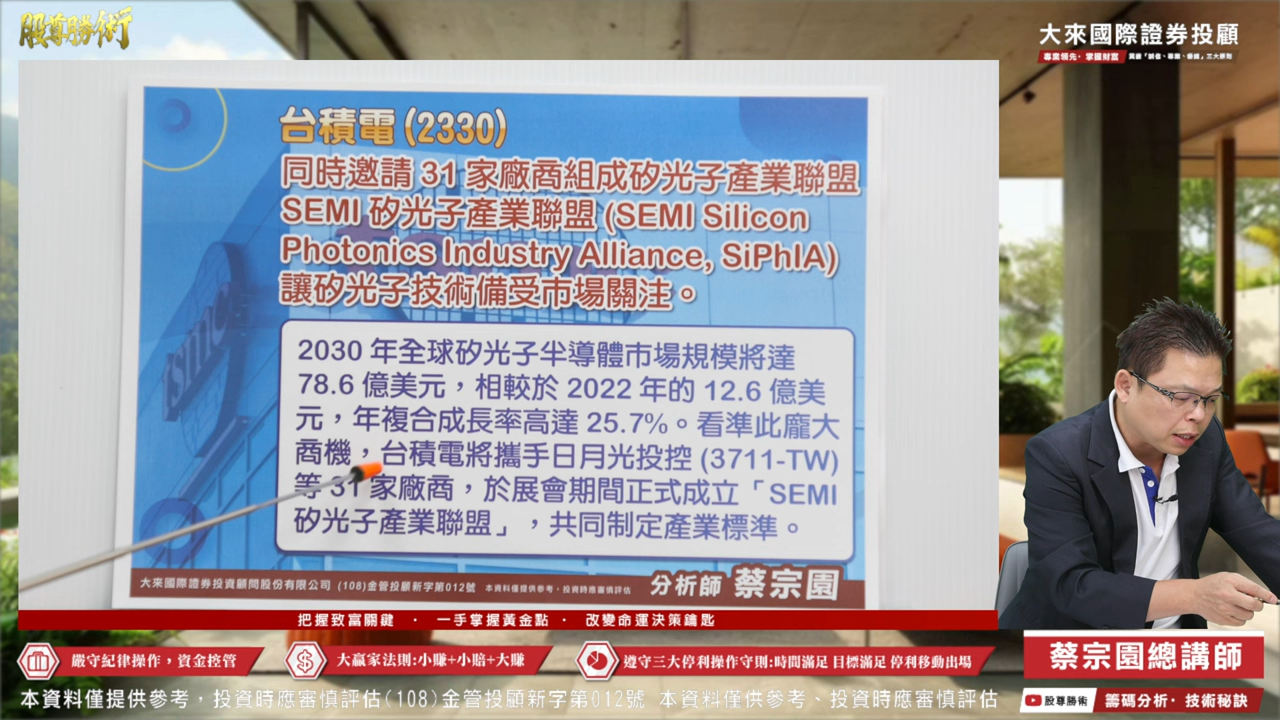 股尊勝術
大來國際證券投顧
專業領先・掌握財富
台積電 (2330)
同時邀請 31 家廠商組成矽光子產業聯盟
SEMI 矽光子產業聯盟 (SEMI Silicon
Photonics Industry Alliance, SiPhIA)
讓矽光子技術備受市場關注。
2030 年全球矽光子半導體市場規模將達
78.6 億美元，相較於 2022 年的 12.6 億美
元，年複合成長率高達 25.7%。看準此龐大
商機，台積電將攜手日月光投控 (3711-TW)
等 31 家廠商，於展會期間正式成立「SEMI
矽光子產業聯盟」，共同制定產業標準。
大來國際證券投資顧問股份有限公司 (108)金管投顧新字第012號 本資料僅提供參考，投資時應審慎評估
分析師 蔡宗園
把握致富關鍵 · 一手掌握黃金點 · 改變命運決策鑰匙
嚴守紀律操作，資金控管
大贏家法則:小賺+小賠+大賺
遵守三大停利操作守則:時間滿足 目標滿足 停利移動出場
蔡宗園總講師
股尊勝術
籌碼分析・技術秘訣
本資料僅提供參考，投資時應審慎評估(108)金管投顧新字第012號 本資料僅供參考、投資時應審慎評估